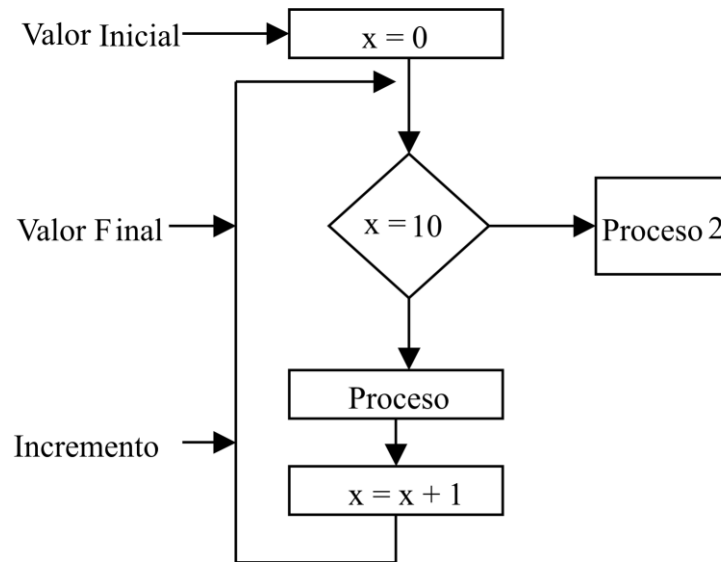 Valor Inicial
x = 0
Valor Final
x = 10
Proceso 2
Proceso
Incremento
x = x + 1